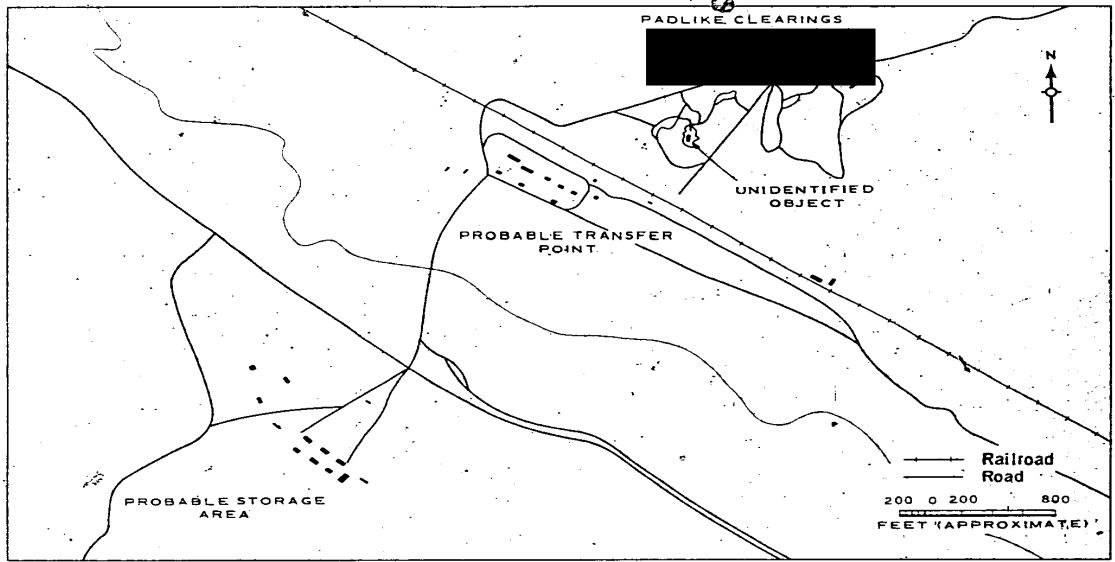 PADLIKE CLEARINGS
N
UNIDENTIFIED
OBJECT
PROBABLE TRANSFER
POINT
PROBABLE STORAGE
AREA
Railroad
Road
200 0 200 800
FEET (APPROXIMATE)